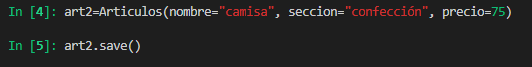 In [4]: art2=Articulos(nombre="camisa", seccion="confección", precio=75)
In [5]: art2.save()